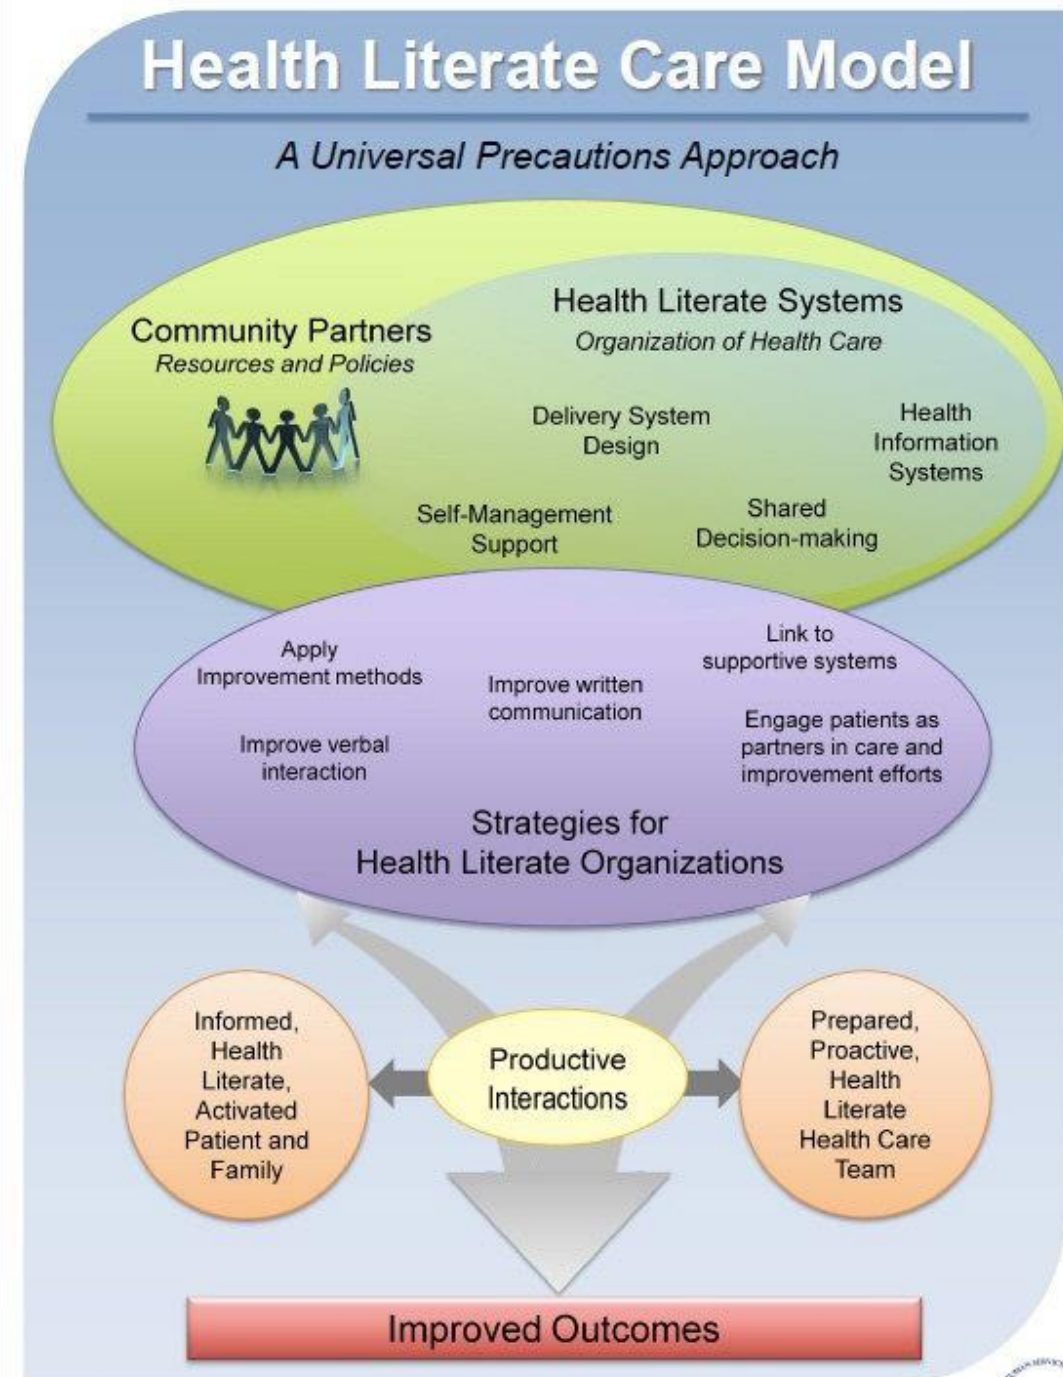 Health Literate Care Model
A Universal Precautions Approach
Community Partners
Resources and Policies
Health Literate Systems
Organization of Health Care
Delivery System
Design
Health
Information
Systems
Self-Management
Support
Shared
Decision-making
Apply
Improvement methods
Improve written
communication
Link to
supportive systems
Improve verbal
interaction
Engage patients as
partners in care and
improvement efforts
Strategies for
Health Literate Organizations
Informed,
Health
Literate,
Activated
Patient and
Family
Productive
Interactions
Prepared,
Proactive,
Health
Literate
Health Care
Team
Improved Outcomes